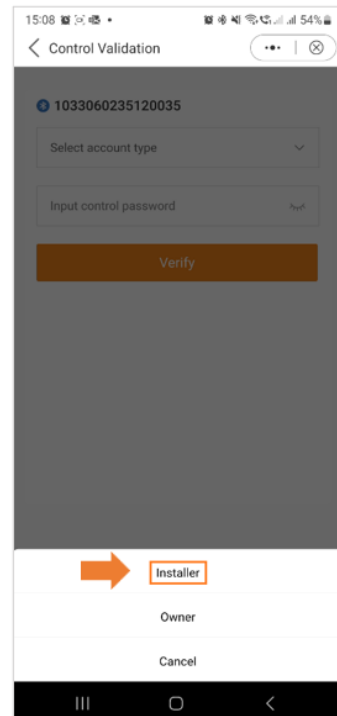 15:08 54%
Control Validation
1033060235120035
Select account type
Input control password
Verify
Installer
Owner
Cancel